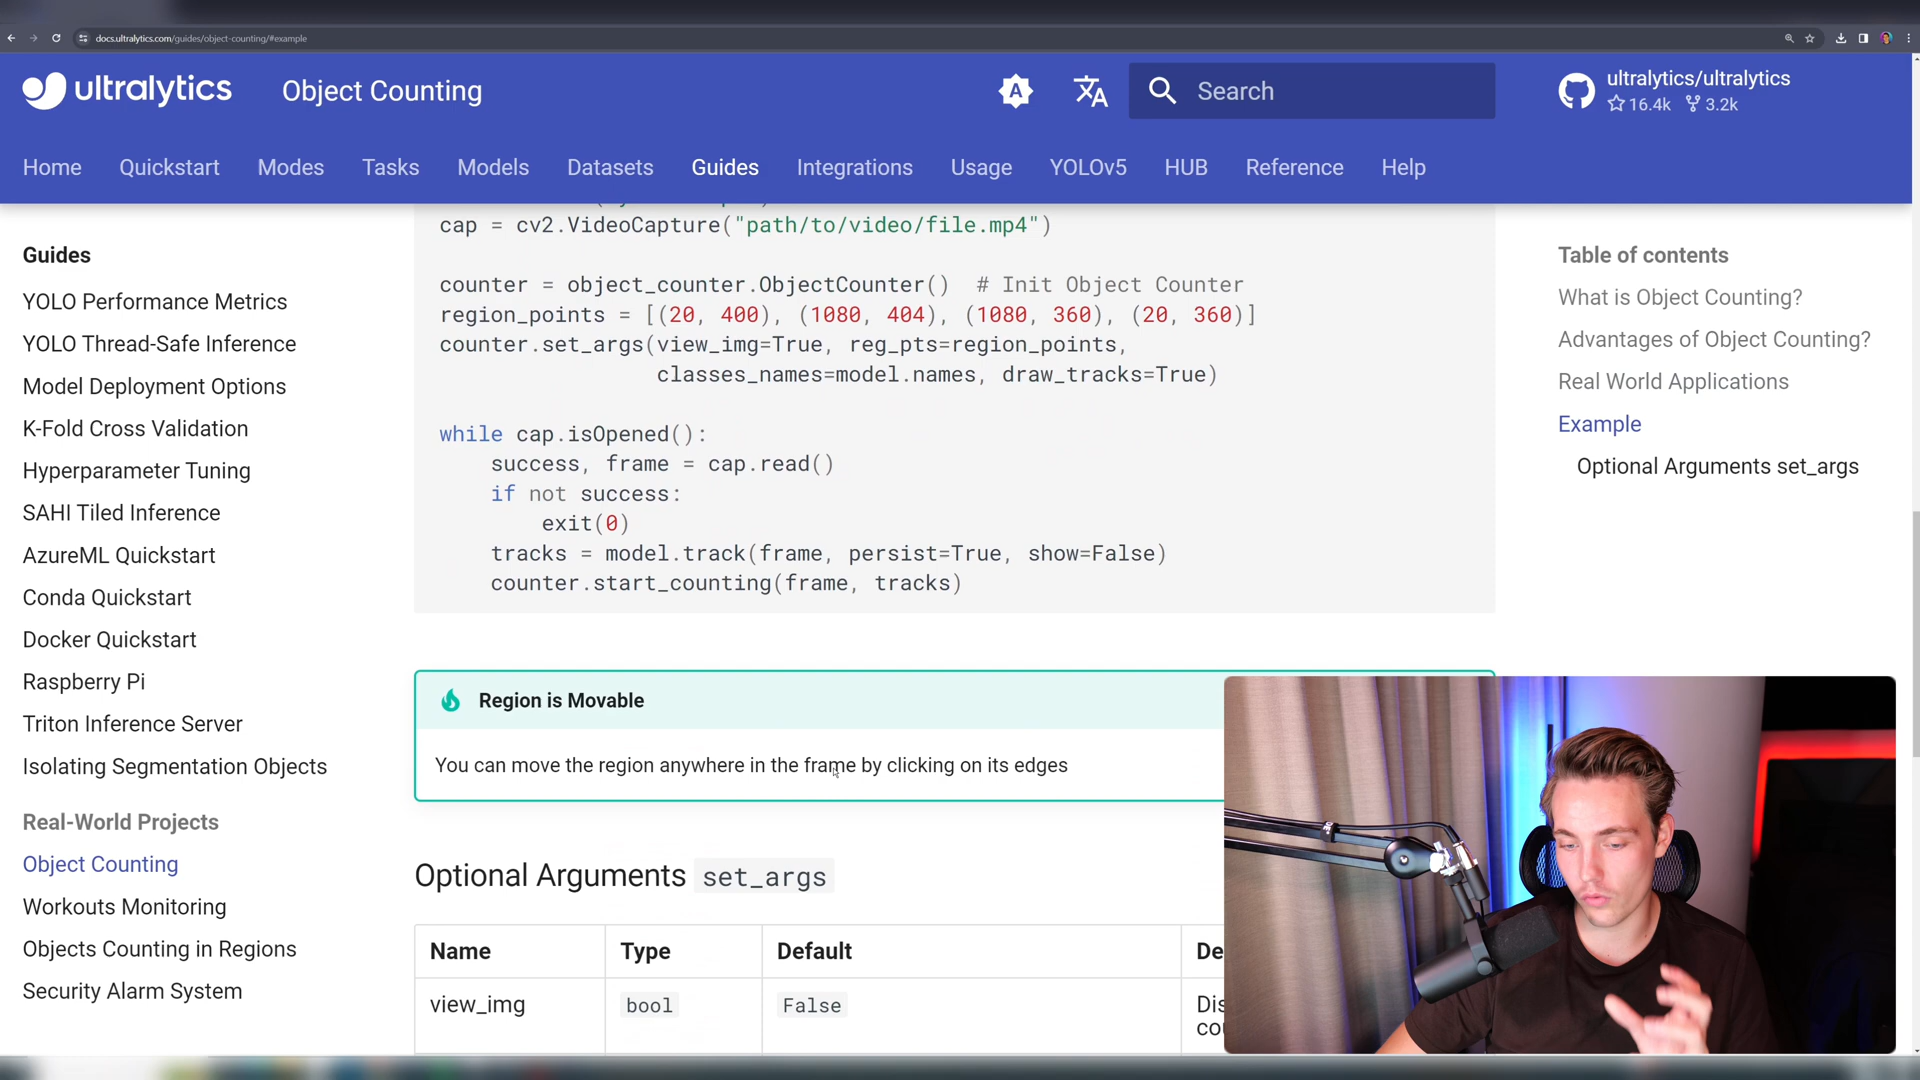 docs.ultralytics.com/guides/object-counting/#example
ultralytics
Object Counting
A
Search
ultralytics/ultralytics
16.4k 3.2k
Home Quickstart Modes Tasks Models Datasets Guides Integrations Usage YOLOv5 HUB Reference Help
Guides
YOLO Performance Metrics
YOLO Thread-Safe Inference
Model Deployment Options
K-Fold Cross Validation
Hyperparameter Tuning
SAHI Tiled Inference
AzureML Quickstart
Conda Quickstart
Docker Quickstart
Raspberry Pi
Triton Inference Server
Isolating Segmentation Objects
Real-World Projects
Object Counting
Workouts Monitoring
Objects Counting in Regions
Security Alarm System
cap = cv2.VideoCapture("path/to/video/file.mp4")
counter = object_counter.ObjectCounter()  # Init Object Counter
region_points = [(20, 400), (1080, 404), (1080, 360), (20, 360)]
counter.set_args(view_img=True, reg_pts=region_points,
classes_names=model.names, draw_tracks=True)
while cap.isOpened():
success, frame = cap.read()
if not success:
exit(0)
tracks = model.track(frame, persist=True, show=False)
counter.start_counting(frame, tracks)
Region is Movable
You can move the region anywhere in the frame by clicking on its edges
Optional Arguments set_args
Name Type Default
view_img bool False
Table of contents
What is Object Counting?
Advantages of Object Counting?
Real World Applications
Example
Optional Arguments set_args